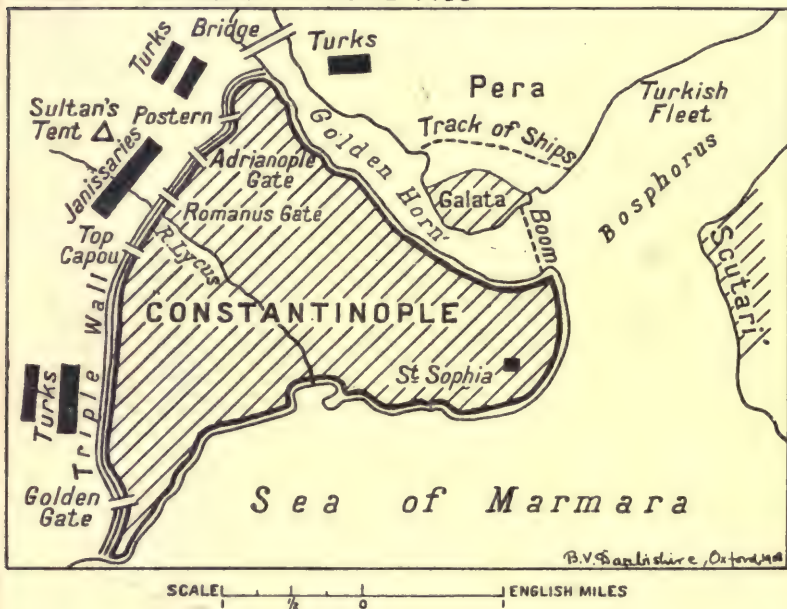 Bridge
Turks
Turks
Pera
Turkish
Fleet
Sultan's
Tent
Postern
Golden Horn
Track of Ships
Bosphorus
Janissaries
Adrianople
Gate
Galata
Romanus Gate
Boom
Scutari
Top
Capou
R. Lycus
CONSTANTINOPLE
Triple Wall
St Sophia
Turks
Golden
Gate
Sea of Marmara
Oxford
SCALE
1 ½ 0 1
ENGLISH MILES